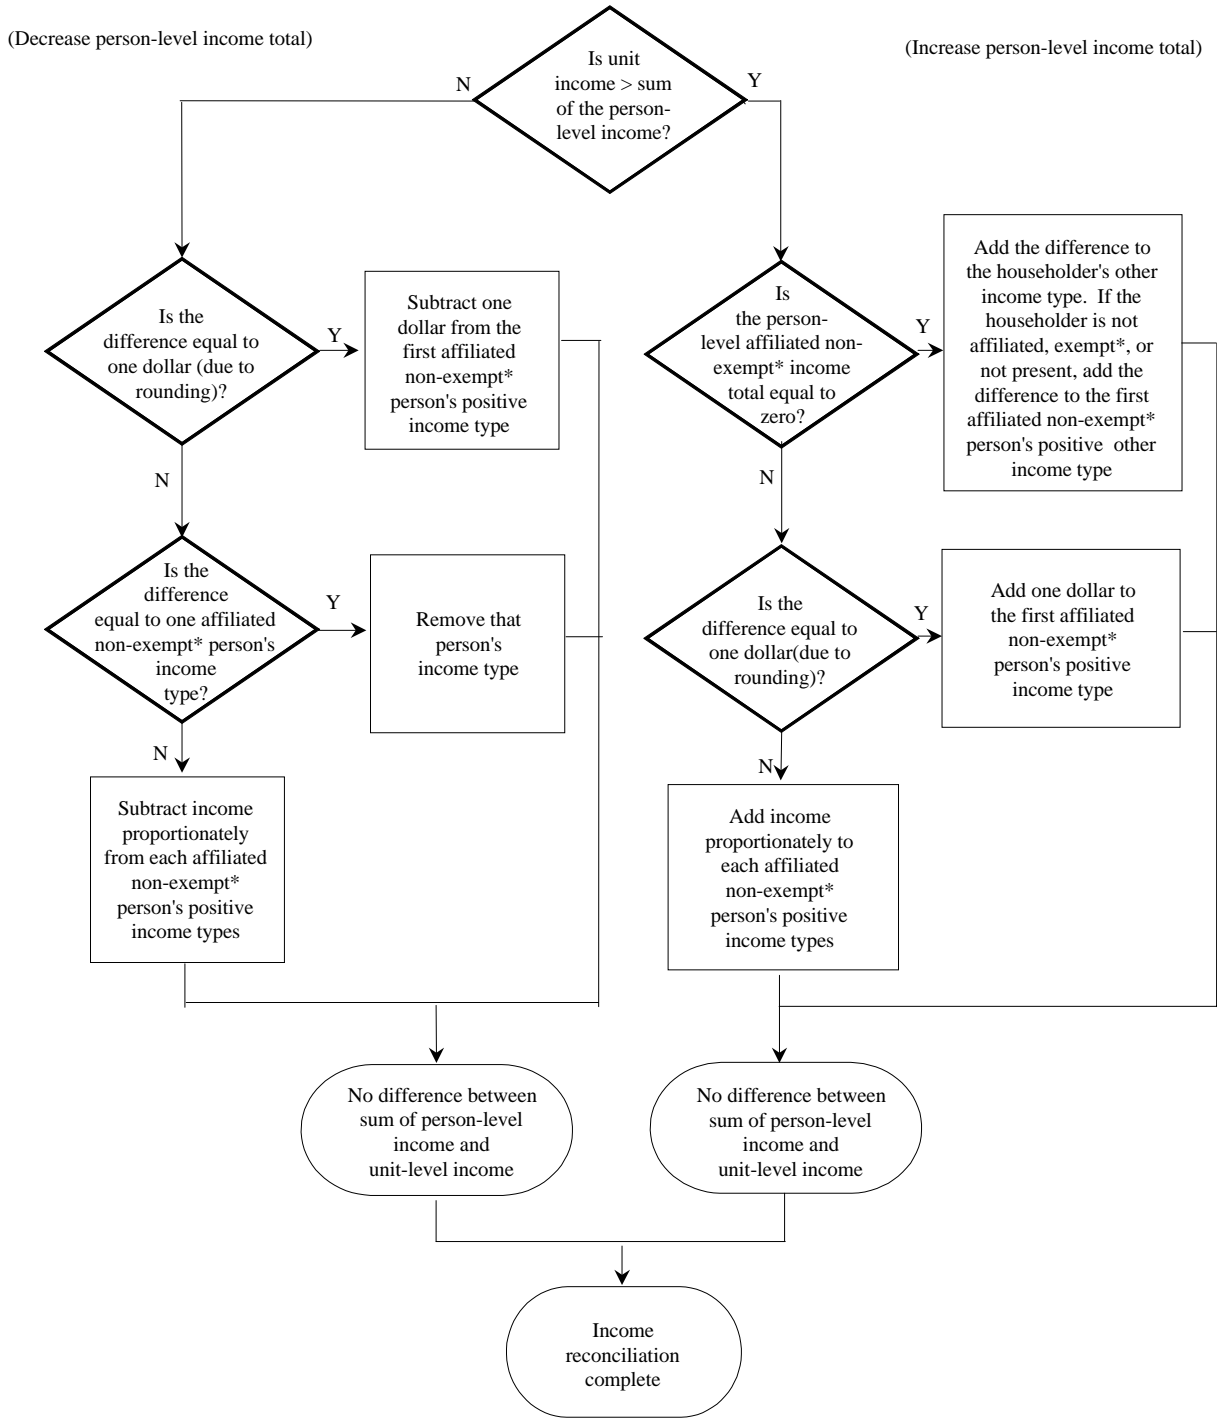 (Decrease person-level income total)
(Increase person-level income total)
Is unit
income > sum
of the person-
level income?
N
Y
Is the
difference equal to
one dollar (due to
rounding)?
Y
Subtract one
dollar from the
first affiliated
non-exempt*
person's positive
income type
N
Is the
difference
equal to one affiliated
non-exempt* person's
income
type?
Y
Remove that
person's
income type
N
Subtract income
proportionately
from each affiliated
non-exempt*
person's positive
income types
Is
the person-
level affiliated non-
exempt* income
total equal to
zero?
Y
Add the difference to
the householder's other
income type.  If the
householder is not
affiliated, exempt*, or
not present, add the
difference to the first
affiliated non-exempt*
person's positive  other
income type
N
Is the
difference equal to
one dollar(due to
rounding)?
Y
Add one dollar to
the first affiliated
non-exempt*
person's positive
income type
N
Add income
proportionately to
each affiliated
non-exempt*
person's positive
income types
No difference between
sum of person-level
income and
unit-level income
No difference between
sum of person-level
income and
unit-level income
Income
reconciliation
complete